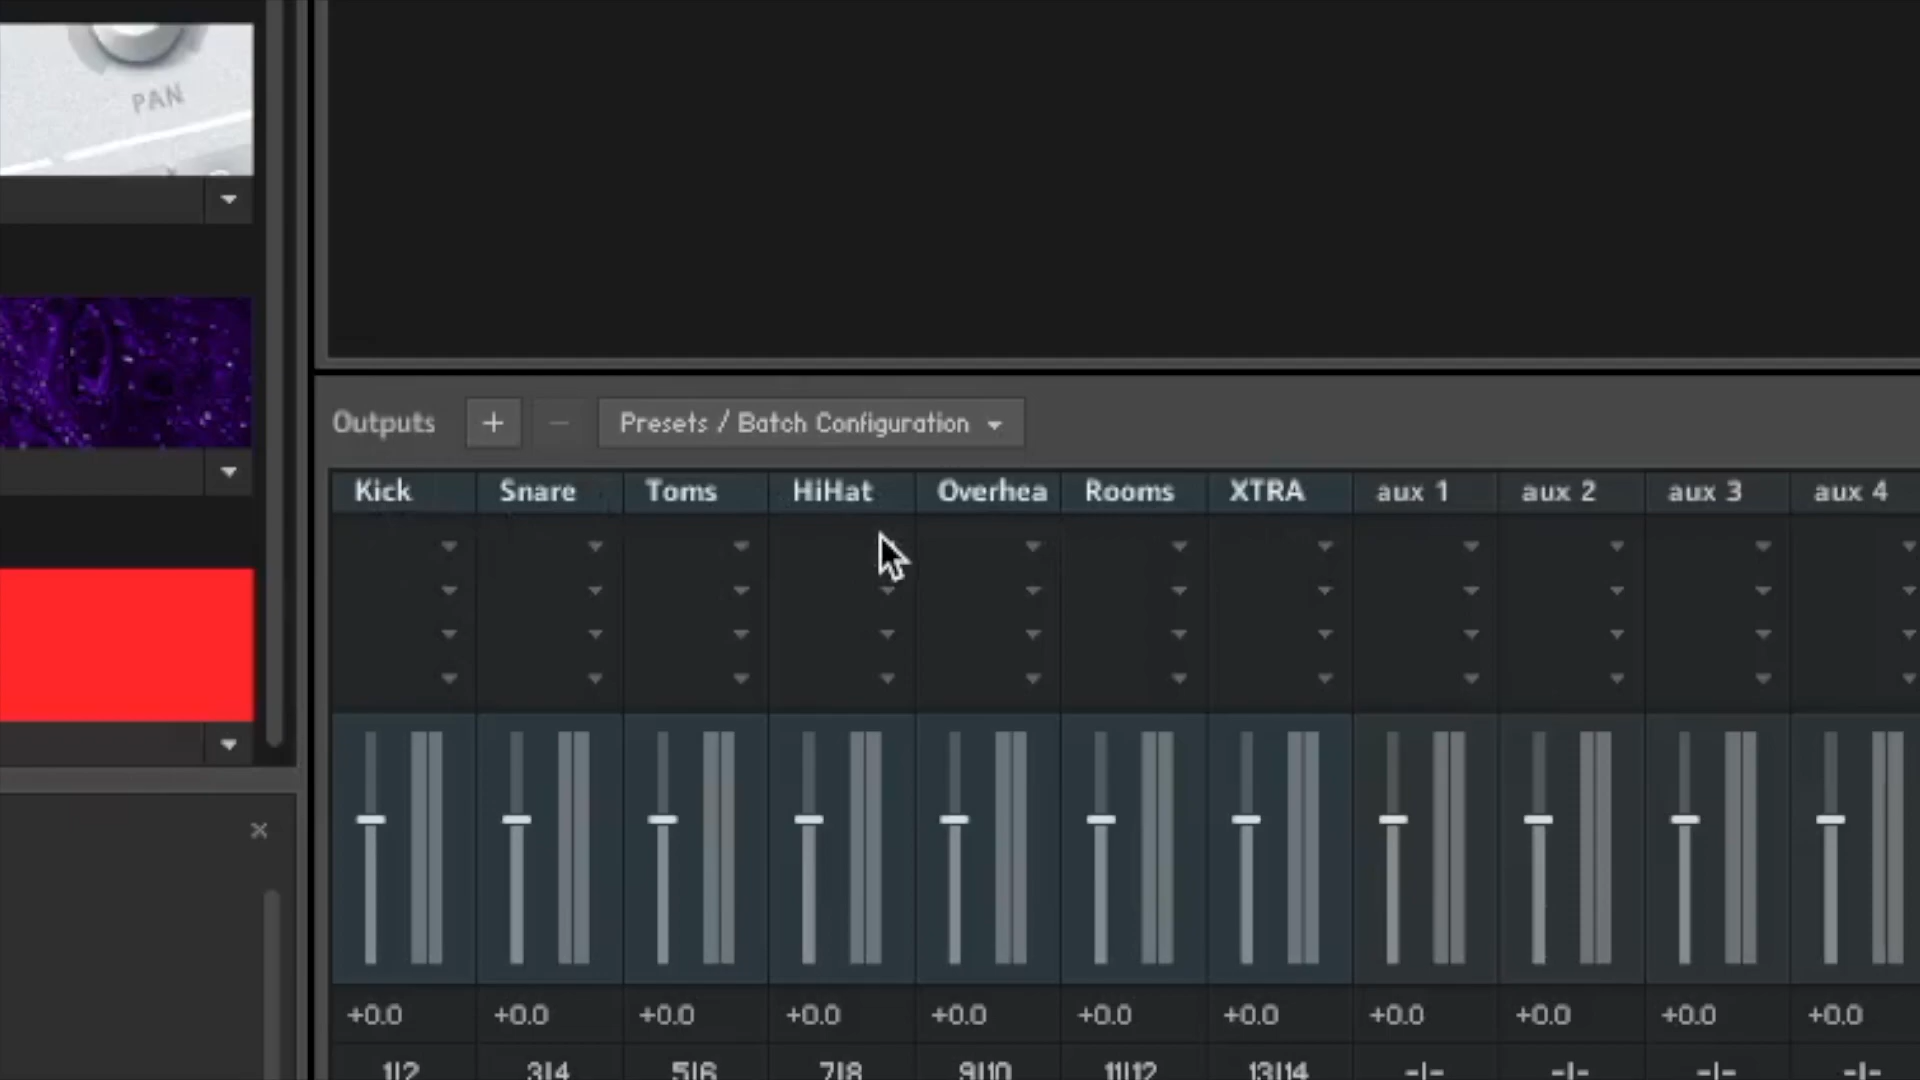 PAN
Outputs + − Presets / Batch Configuration
Kick Snare Toms HiHat Overhea Rooms XTRA aux 1 aux 2 aux 3 aux 4
+0.0 +0.0 +0.0 +0.0 +0.0 +0.0 +0.0 +0.0 +0.0 +0.0 +0.0
1|2 3|4 5|6 7|8 9|10 11|12 13|14 -|- -|- -|- -|-